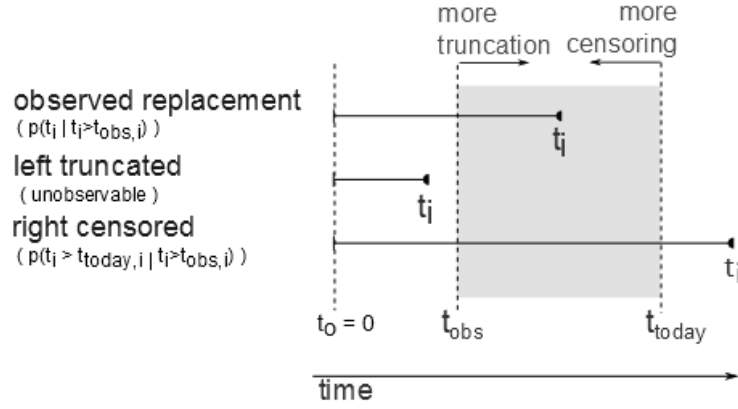 more more
truncation censoring
observed replacement
( p(ti | ti>tobs,i) )
ti
left truncated
( unobservable )
ti
right censored
( p(ti > ttoday,i | ti>tobs,i) )
ti
to = 0 tobs ttoday
time